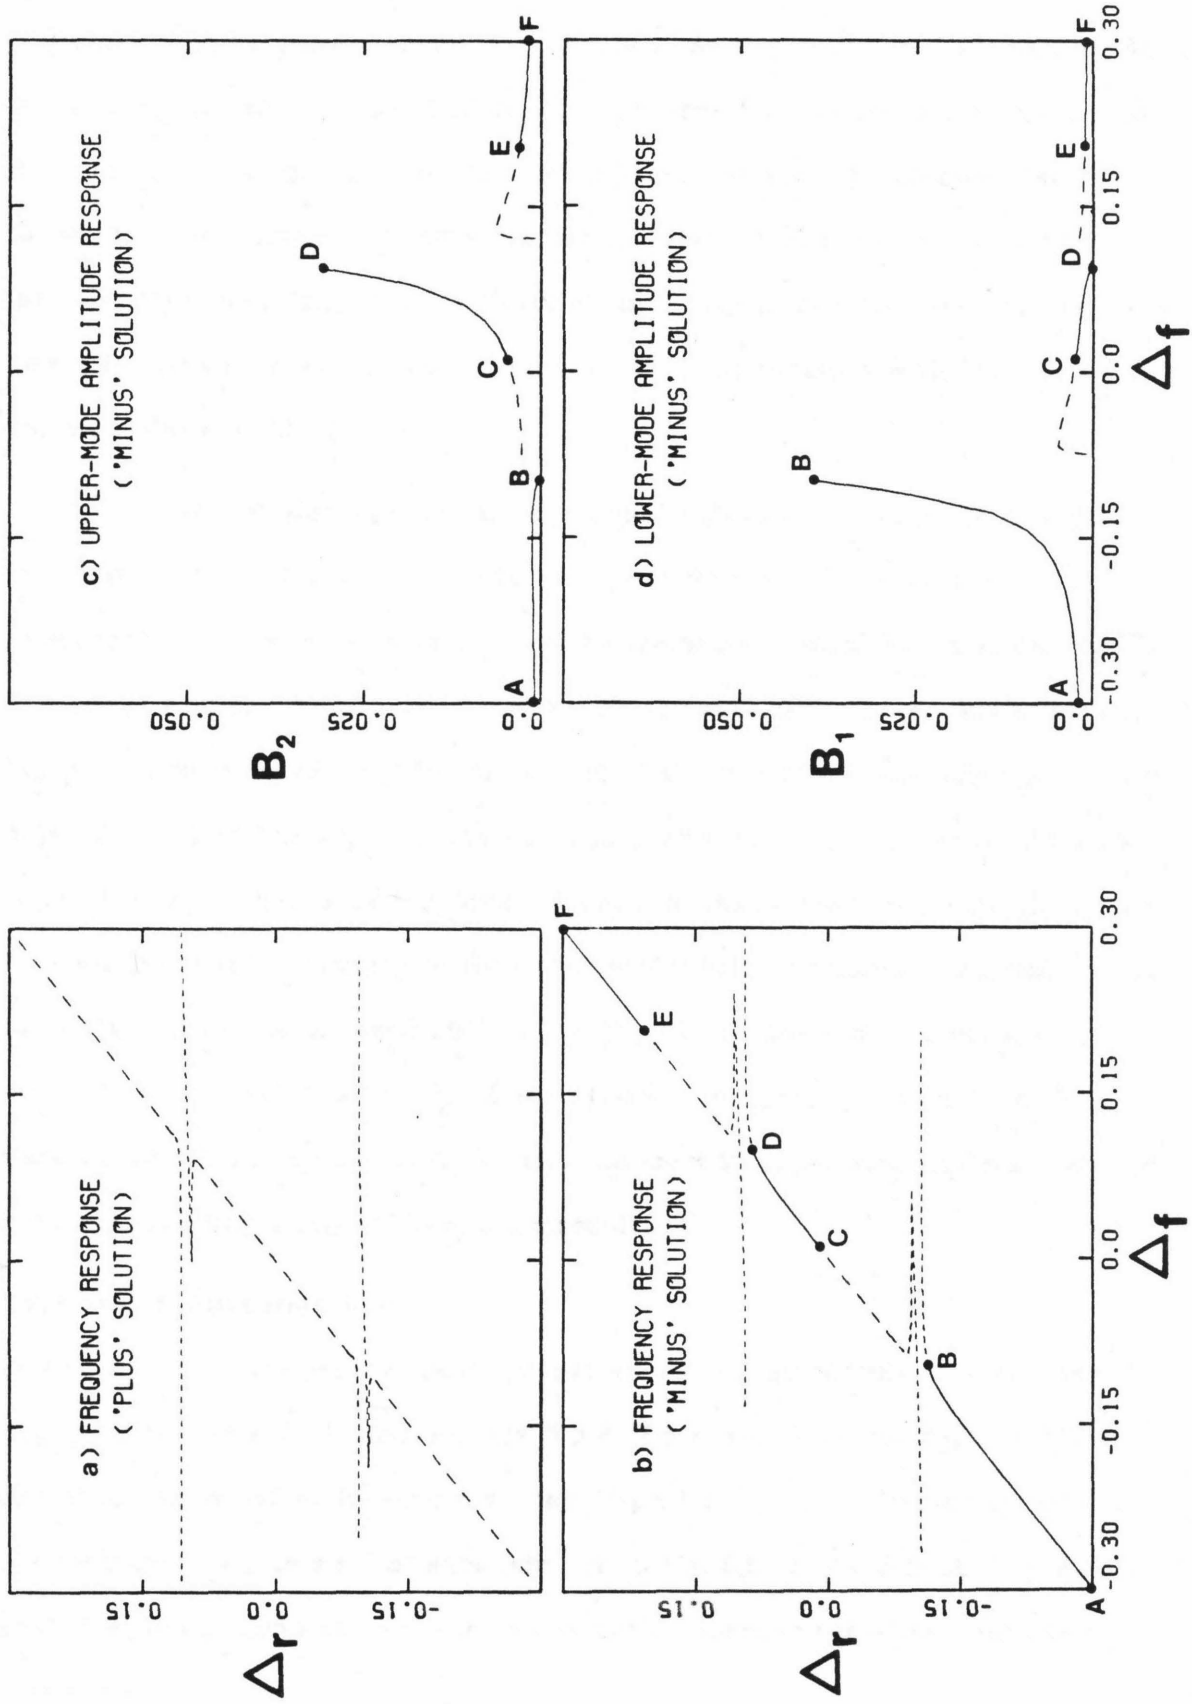 a) FREQUENCY RESPONSE
('PLUS' SOLUTION)
Δr
0.15
0.0
-0.15
b) FREQUENCY RESPONSE
('MINUS' SOLUTION)
Δr
0.15
0.0
-0.15
A
B
C
D
E
F
-0.30
-0.15
0.0
0.15
0.30
Δf
c) UPPER-MODE AMPLITUDE RESPONSE
('MINUS' SOLUTION)
B₂
0.050
0.025
0.0
A
B
C
D
E
F
d) LOWER-MODE AMPLITUDE RESPONSE
('MINUS' SOLUTION)
B₁
0.050
0.025
0.0
A
B
C
D
E
F
-0.30
-0.15
0.0
0.15
0.30
Δf